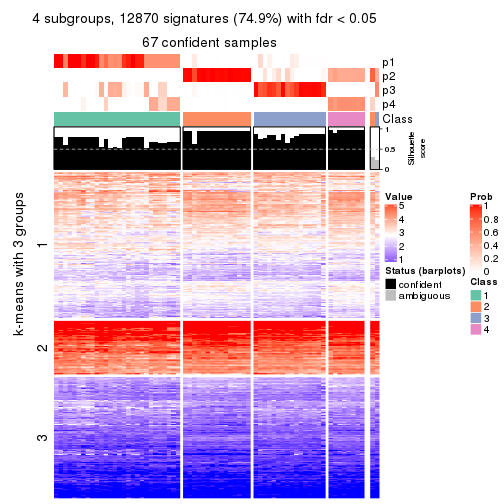 4 subgroups, 12870 signatures (74.9%) with fdr < 0.05
67 confident samples
p1
p2
p3
p4
Class
1
0.5
0
Silhouette
score
k-means with 3 groups
1
2
3
Value
5
4
3
2
1
Status (barplots)
confident
ambiguous
Prob
1
0.8
0.6
0.4
0.2
0
Class
1
2
3
4